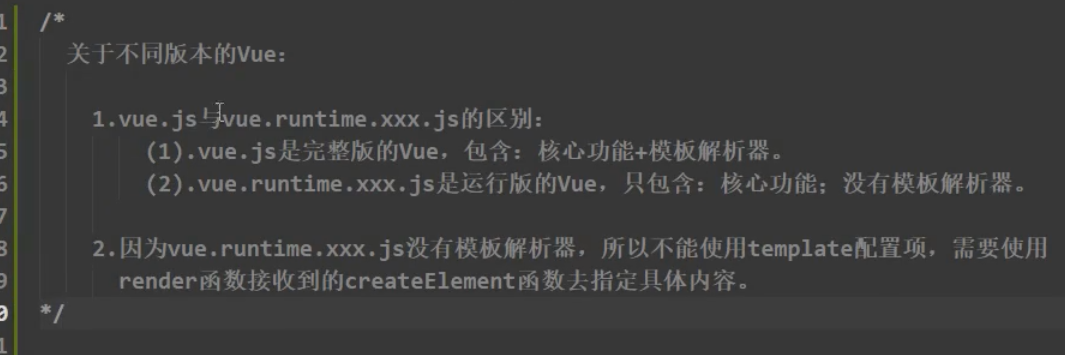 1 /*
2 关于不同版本的Vue：
3
4 1.vue.js与vue.runtime.xxx.js的区别：
5 (1).vue.js是完整版的Vue，包含：核心功能+模板解析器。
6 (2).vue.runtime.xxx.js是运行版的Vue，只包含：核心功能；没有模板解析器。
7
8 2.因为vue.runtime.xxx.js没有模板解析器，所以不能使用template配置项，需要使用
9 render函数接收到的createElement函数去指定具体内容。
0 */
1